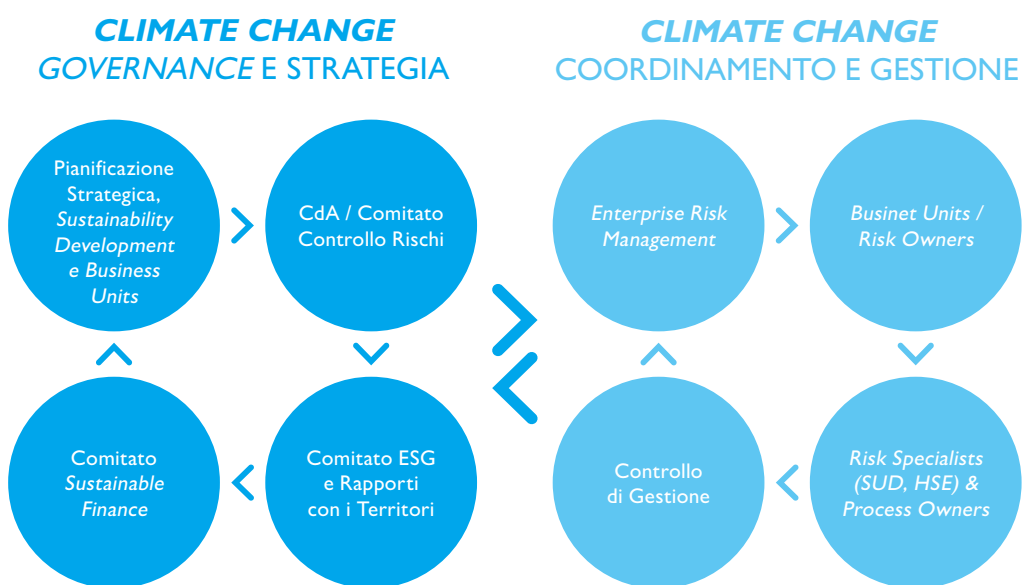 CLIMATE CHANGE
GOVERNANCE E STRATEGIA
Pianificazione
Strategica,
Sustainability
Development
e Business
Units
CdA / Comitato
Controllo Rischi
Comitato
Sustainable
Finance
Comitato ESG
e Rapporti
con i Territori
CLIMATE CHANGE
COORDINAMENTO E GESTIONE
Enterprise Risk
Management
Businet Units /
Risk Owners
Controllo
di Gestione
Risk Specialists
(SUD, HSE) &
Process Owners